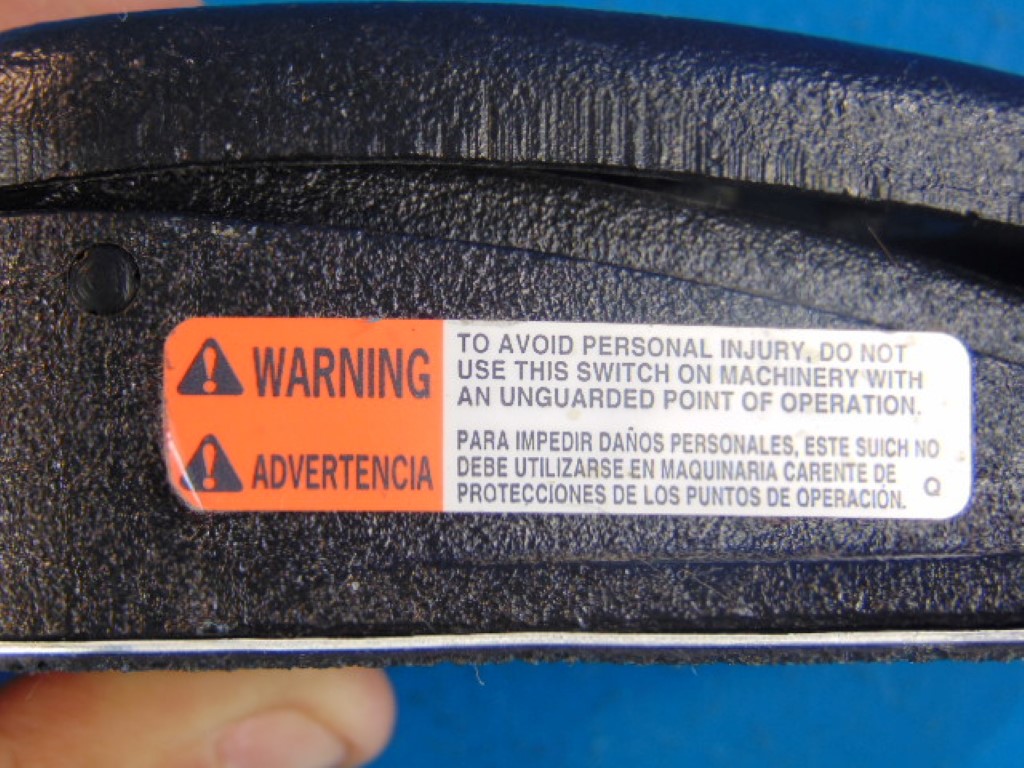 WARNING
TO AVOID PERSONAL INJURY, DO NOT
USE THIS SWITCH ON MACHINERY WITH
AN UNGUARDED POINT OF OPERATION.
ADVERTENCIA
PARA IMPEDIR DAÑOS PERSONALES, ESTE SUICH NO
DEBE UTILIZARSE EN MAQUINARIA CARENTE DE
PROTECCIONES DE LOS PUNTOS DE OPERACIÓN.
Q